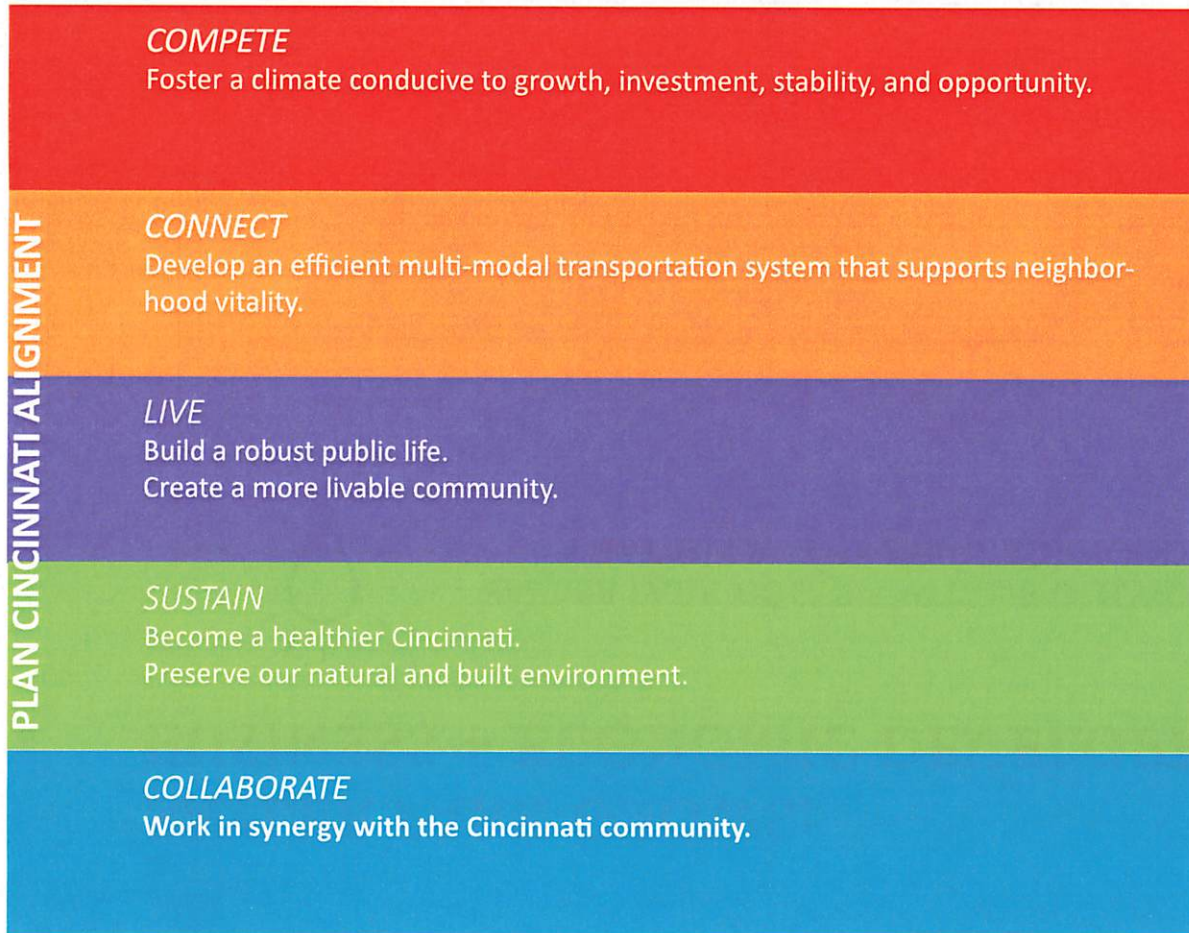 PLAN CINCINNATI ALIGNMENT
COMPETE
Foster a climate conducive to growth, investment, stability, and opportunity.
CONNECT
Develop an efficient multi-modal transportation system that supports neighbor-
hood vitality.
LIVE
Build a robust public life.
Create a more livable community.
SUSTAIN
Become a healthier Cincinnati.
Preserve our natural and built environment.
COLLABORATE
Work in synergy with the Cincinnati community.